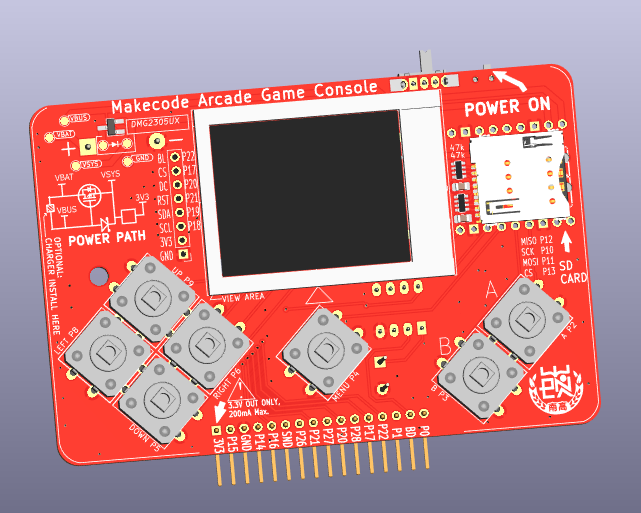 Makecode Arcade Game Console
POWER ON
VBUS
VBAT
DMG2305UX
+
−
GND
VSYS
BL P22
CS P17
DC P20
RST P21
SDA P19
SCL P18
3V3
GND
VBAT
VSYS
VBUS
3V3
POWER PATH
OPTIONAL:
CHARGER INSTALL HERE
47k
47k
MISO P12
SCK P10
MOSI P11
CS P13
SD
CARD
VIEW AREA
UP P9
LEFT P8
RIGHT P6
DOWN P5
MENU P4
A
A P2
B
B P3
3.3V OUT ONLY,
200mA Max.
3V3
P15
GND
P14
P16
SND
P26
P21
P27
P20
P28
P17
P22
P1
BD
P0
南高